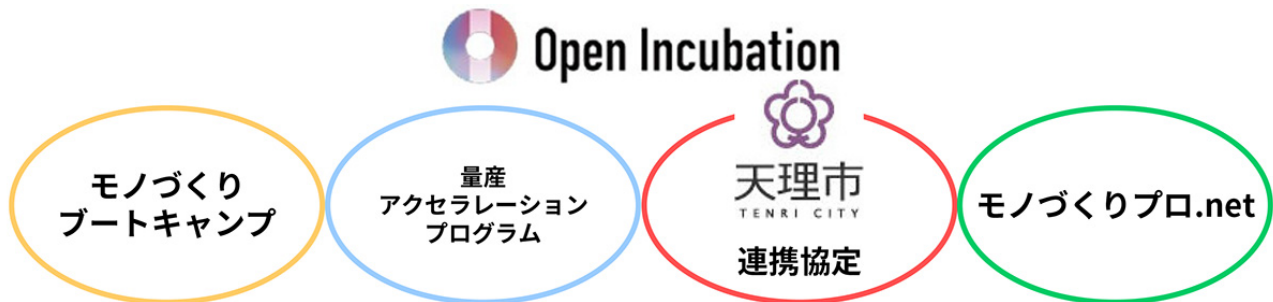 Open Incubation
モノづくり
ブートキャンプ
量産
アクセラレーション
プログラム
天理市
TENRI CITY
連携協定
モノづくりプロ.net